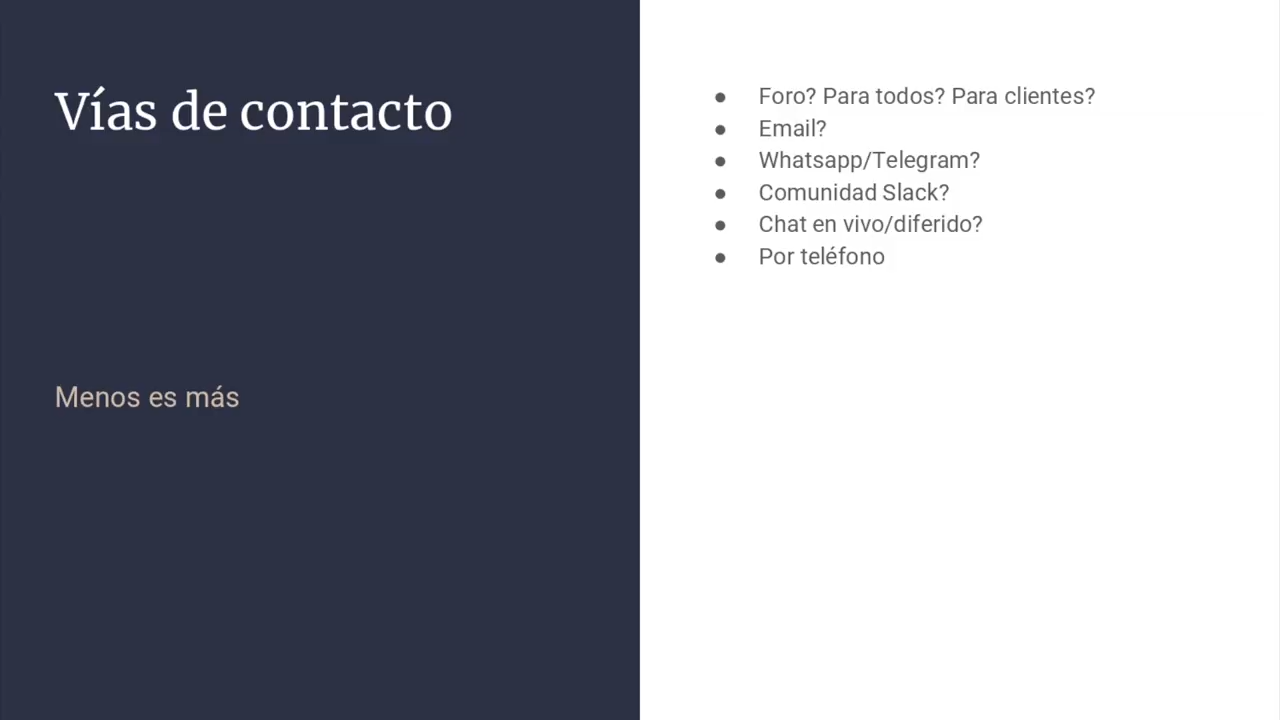 Vías de contacto
Menos es más
● Foro? Para todos? Para clientes?
● Email?
● Whatsapp/Telegram?
● Comunidad Slack?
● Chat en vivo/diferido?
● Por teléfono